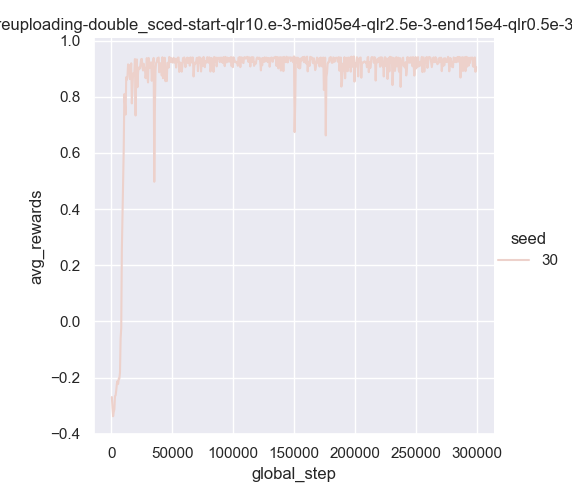 reuploading-double_sced-start-qlr10.e-3-mid05e4-qlr2.5e-3-end15e4-qlr0.5e-3
1.0
0.8
0.6
0.4
0.2
0.0
−0.2
−0.4
avg_rewards
0 50000 100000 150000 200000 250000 300000
global_step
seed
30